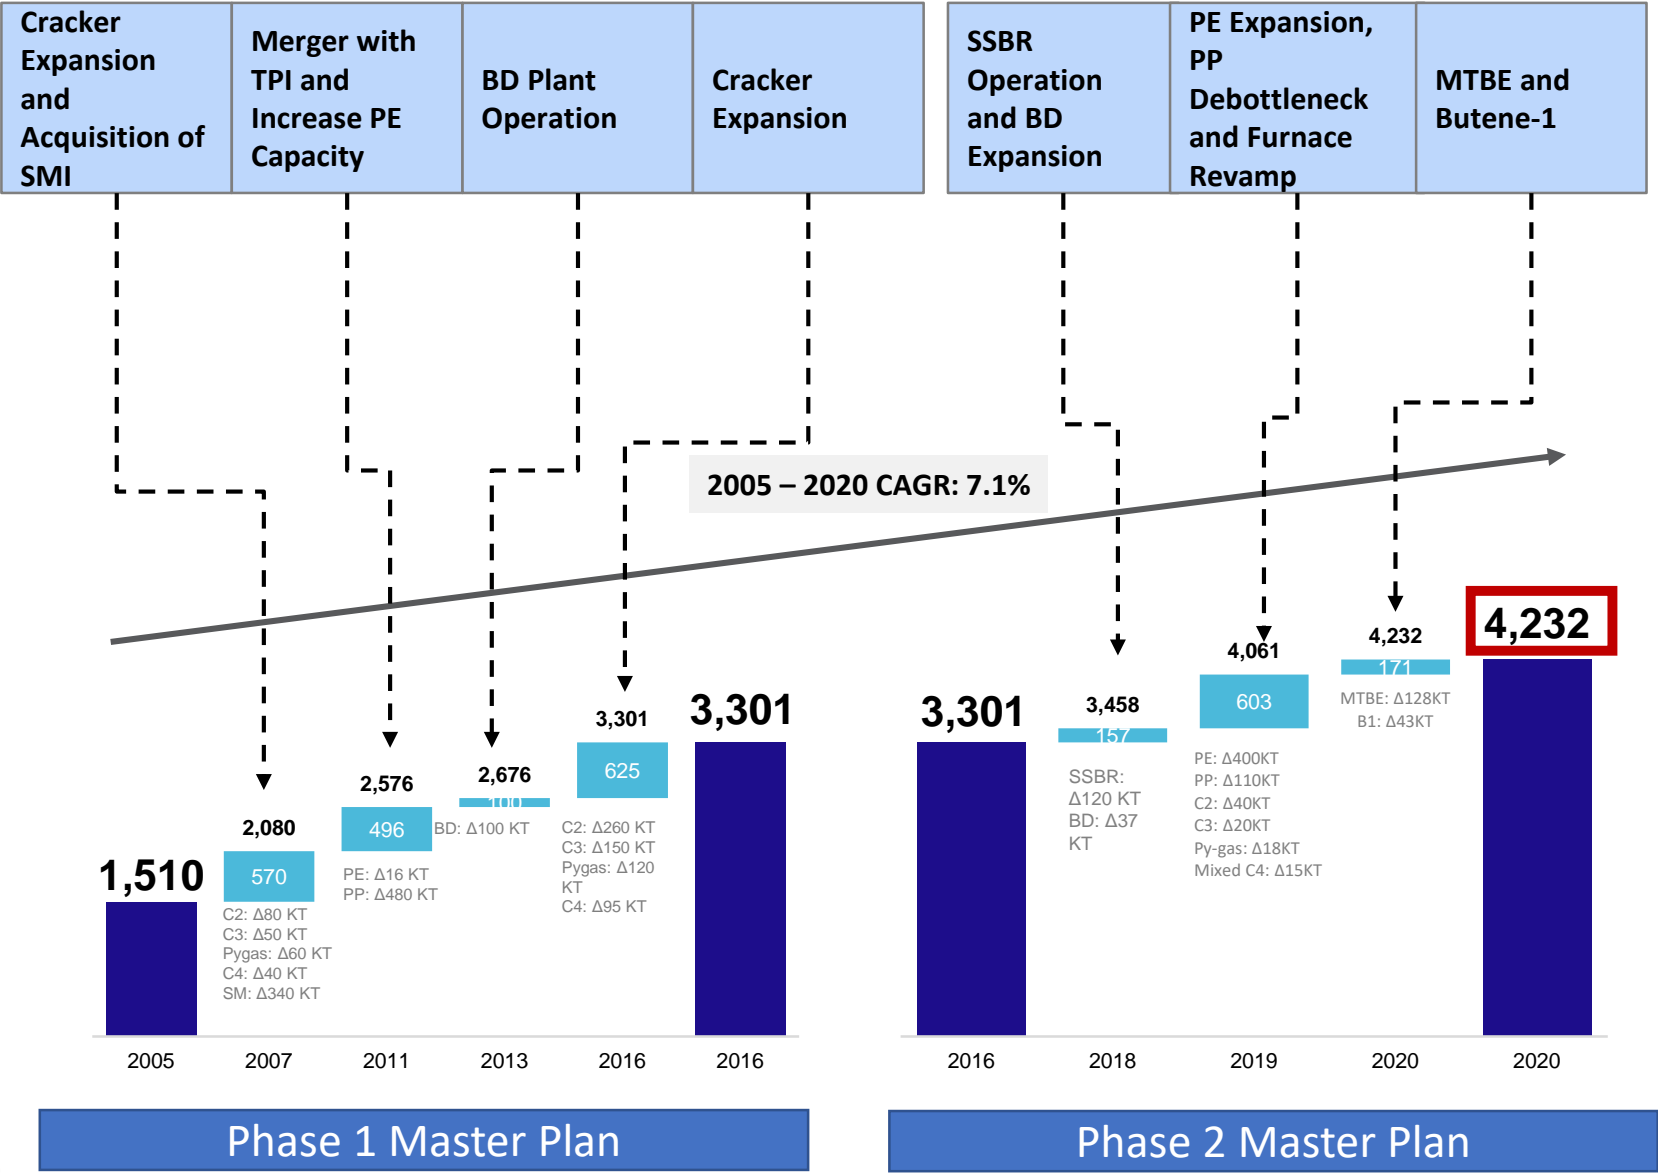 Cracker
Expansion
and
Acquisition of
SMI
Merger with
TPI and
Increase PE
Capacity
BD Plant
Operation
Cracker
Expansion
SSBR
Operation
and BD
Expansion
PE Expansion,
PP
Debottleneck
and Furnace
Revamp
MTBE and
Butene-1
2005 – 2020 CAGR: 7.1%
1,510
2,080
570
C2: Δ80 KT
C3: Δ50 KT
Pygas: Δ60 KT
C4: Δ40 KT
SM: Δ340 KT
2,576
496
PE: Δ16 KT
PP: Δ480 KT
2,676
100
BD: Δ100 KT
3,301
625
C2: Δ260 KT
C3: Δ150 KT
Pygas: Δ120
KT
C4: Δ95 KT
3,301
3,301
3,458
157
SSBR:
Δ120 KT
BD: Δ37
KT
4,061
603
PE: Δ400KT
PP: Δ110KT
C2: Δ40KT
C3: Δ20KT
Py-gas: Δ18KT
Mixed C4: Δ15KT
4,232
171
MTBE: Δ128KT
B1: Δ43KT
4,232
2005 2007 2011 2013 2016 2016
2016 2018 2019 2020 2020
Phase 1 Master Plan
Phase 2 Master Plan